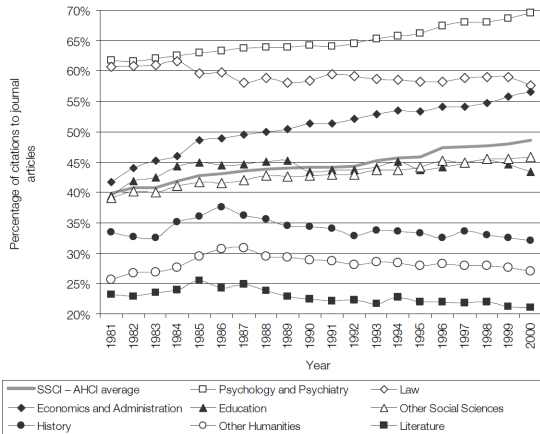 70%
65%
60%
55%
50%
45%
40%
35%
30%
25%
20%
Percentage of citations to journal
articles
1981 1982 1983 1984 1985 1986 1987 1988 1989 1990 1991 1992 1993 1994 1995 1996 1997 1998 1999 2000
Year
SSCI – AHCI average Psychology and Psychiatry Law
Economics and Administration Education Other Social Sciences
History Other Humanities Literature